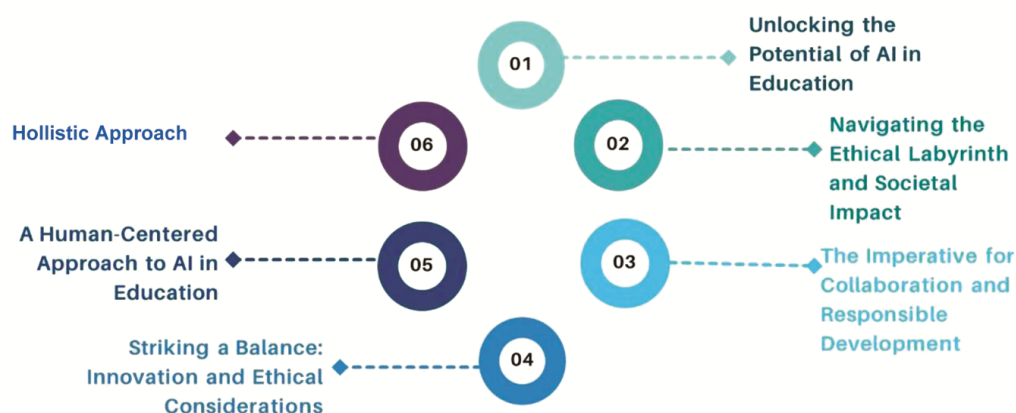 01
Unlocking the
Potential of AI in
Education
02
Navigating the
Ethical Labyrinth
and Societal
Impact
03
The Imperative for
Collaboration and
Responsible
Development
04
Striking a Balance:
Innovation and Ethical
Considerations
05
A Human-Centered
Approach to AI in
Education
06
Hollistic Approach